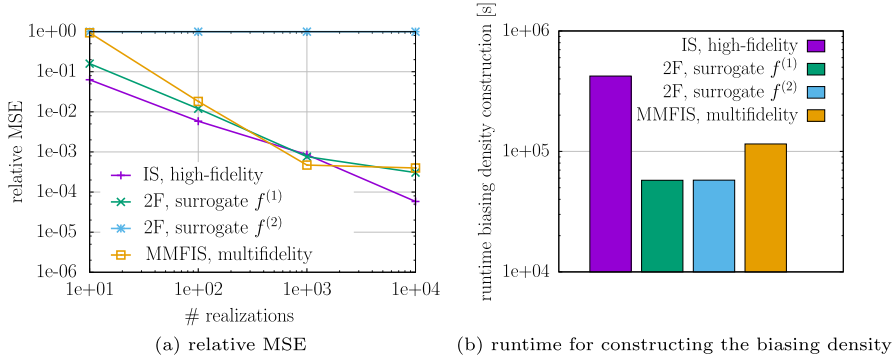 1e+00
1e-01
1e-02
1e-03
1e-04
1e-05
1e-06
relative MSE
IS, high-fidelity
2F, surrogate f⁽¹⁾
2F, surrogate f⁽²⁾
MMFIS, multifidelity
1e+01
1e+02
1e+03
1e+04
# realizations
(a) relative MSE
runtime biasing density construction [s]
1e+06
1e+05
1e+04
IS, high-fidelity
2F, surrogate f⁽¹⁾
2F, surrogate f⁽²⁾
MMFIS, multifidelity
(b) runtime for constructing the biasing density